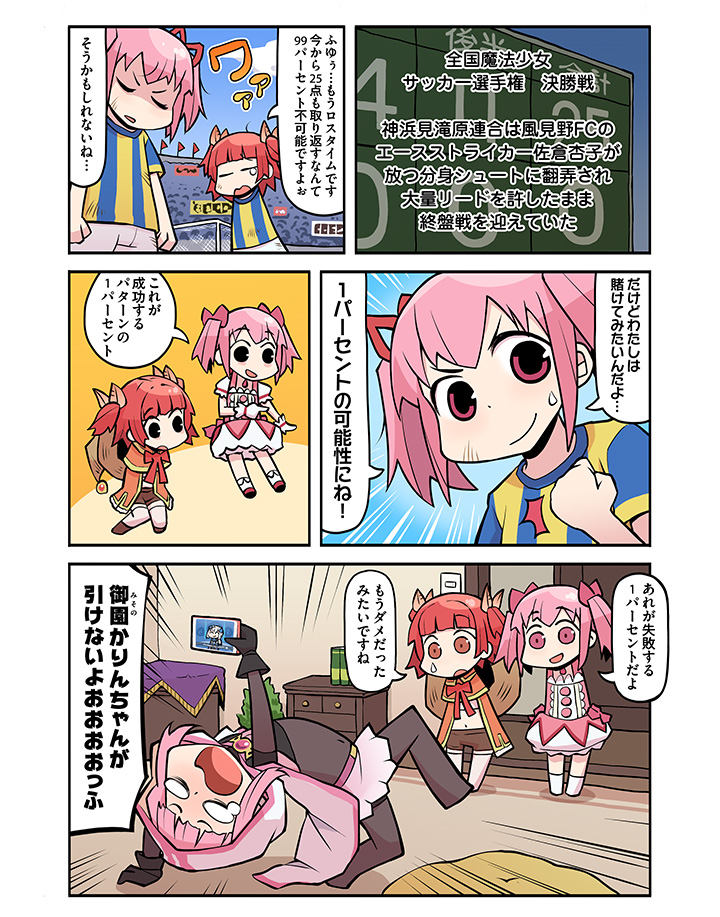 全国魔法少女
サッカー選手権　決勝戦
神浜見滝原連合は風見野FCの
エースストライカー佐倉杏子が
放つ分身シュートに翻弄され
大量リードを許したまま
終盤戦を迎えていた
ふゆぅ…もうロスタイムです
今から25点も取り返すなんて
99パーセント不可能ですよぉ
ワァァァ
そうかもしれないね…
だけどわたしは
賭けてみたいんだよ…
1パーセントの可能性にね！
これが
成功する
パターンの
1パーセント
あれが失敗する
1パーセントだよ
もうダメだった
みたいですね
御園かりんちゃんが
みその
引けないよおおおおっふ